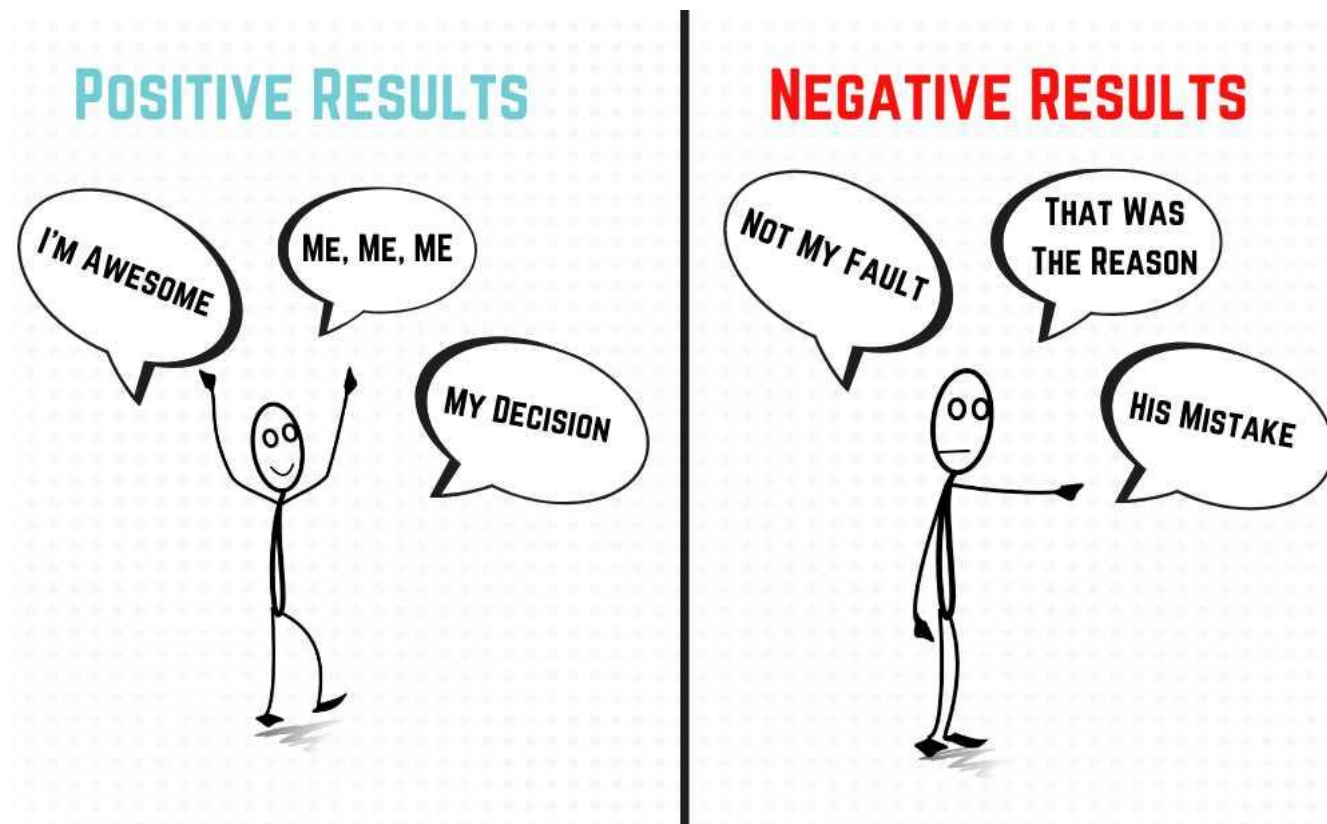 Positive Results
I'm Awesome
Me, Me, Me
My Decision
Negative Results
Not My Fault
That Was
The Reason
His Mistake